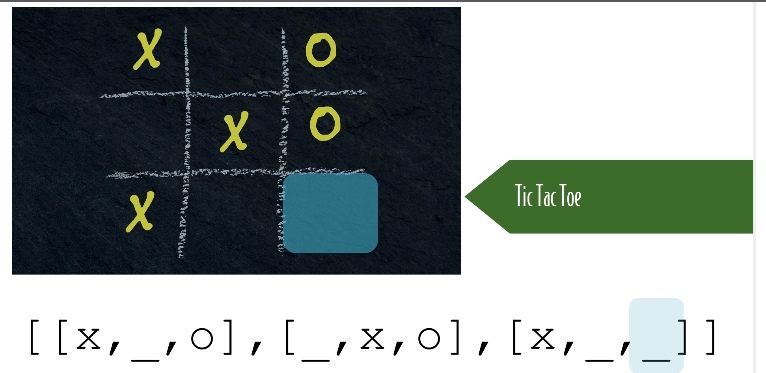 X O
X O
Tic Tac Toe
X
[[x,_,o],[_,x,o],[x,_,_]]